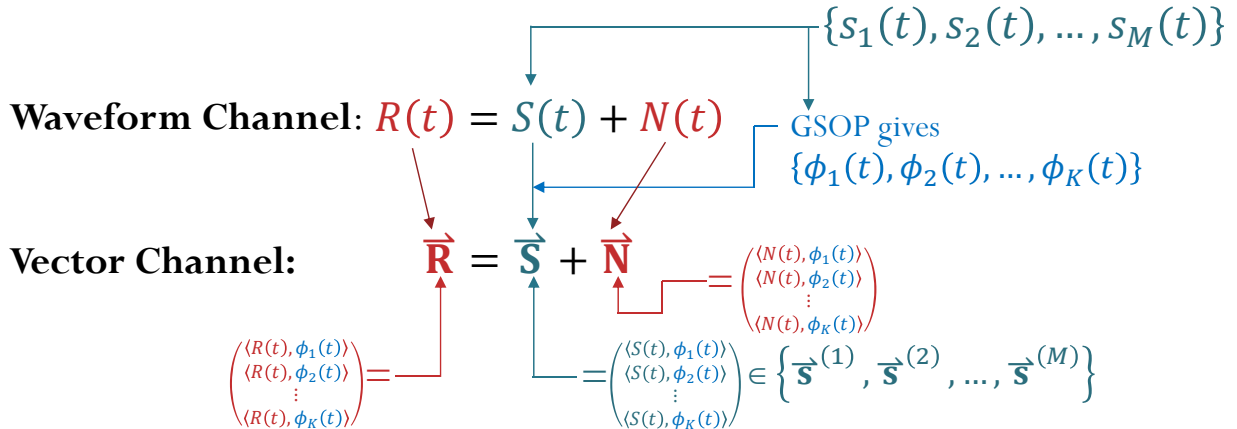 {s₁(t), s₂(t), … , s_M(t)}
Waveform Channel: R(t) = S(t) + N(t)
GSOP gives
{ϕ₁(t), ϕ₂(t), … , ϕ_K(t)}
Vector Channel: R⃗ = S⃗ + N⃗
= (⟨N(t), ϕ₁(t)⟩
⟨N(t), ϕ₂(t)⟩
⋮
⟨N(t), ϕ_K(t)⟩)
(⟨R(t), ϕ₁(t)⟩
⟨R(t), ϕ₂(t)⟩
⋮
⟨R(t), ϕ_K(t)⟩) =
= (⟨S(t), ϕ₁(t)⟩
⟨S(t), ϕ₂(t)⟩
⋮
⟨S(t), ϕ_K(t)⟩) ∈ {s⃗⁽¹⁾, s⃗⁽²⁾, … , s⃗⁽ᴹ⁾}